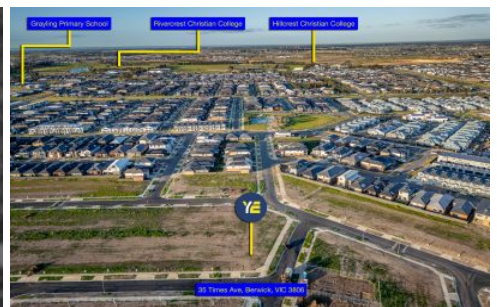 Grayling Primary School
Rivercrest Christian College
Hillcrest Christian College
YE
35 Times Ave, Berwick, VIC 3806